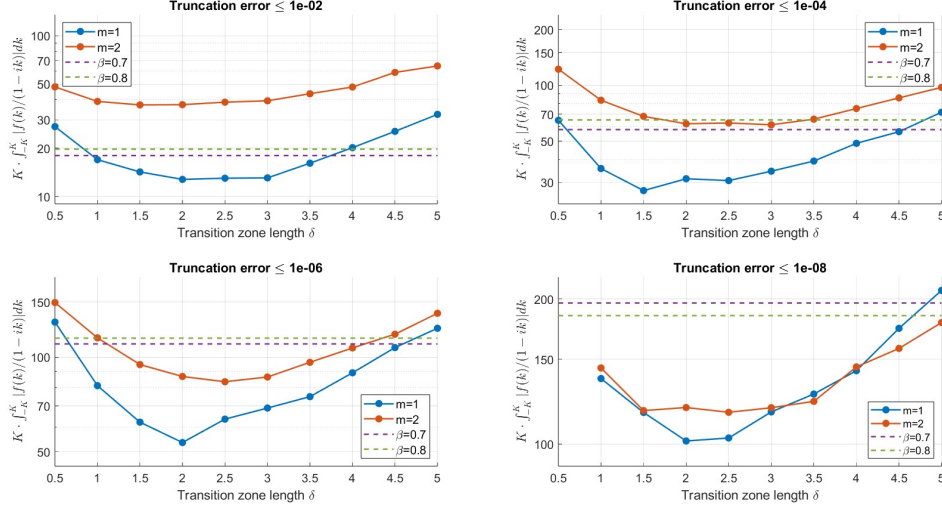 Truncation error ≤ 1e-02
K · ∫_{-K}^{K} |f(k)/(1 − ik)|dk
100
70
50
30
20
10
m=1
m=2
β=0.7
β=0.8
0.5 1 1.5 2 2.5 3 3.5 4 4.5 5
Transition zone length δ
Truncation error ≤ 1e-04
K · ∫_{-K}^{K} |f(k)/(1 − ik)|dk
200
150
100
70
50
30
m=1
m=2
β=0.7
β=0.8
0.5 1 1.5 2 2.5 3 3.5 4 4.5 5
Transition zone length δ
Truncation error ≤ 1e-06
K · ∫_{-K}^{K} |f(k)/(1 − ik)|dk
150
100
70
50
m=1
m=2
β=0.7
β=0.8
0.5 1 1.5 2 2.5 3 3.5 4 4.5 5
Transition zone length δ
Truncation error ≤ 1e-08
K · ∫_{-K}^{K} |f(k)/(1 − ik)|dk
200
150
100
m=1
m=2
β=0.7
β=0.8
0.5 1 1.5 2 2.5 3 3.5 4 4.5 5
Transition zone length δ